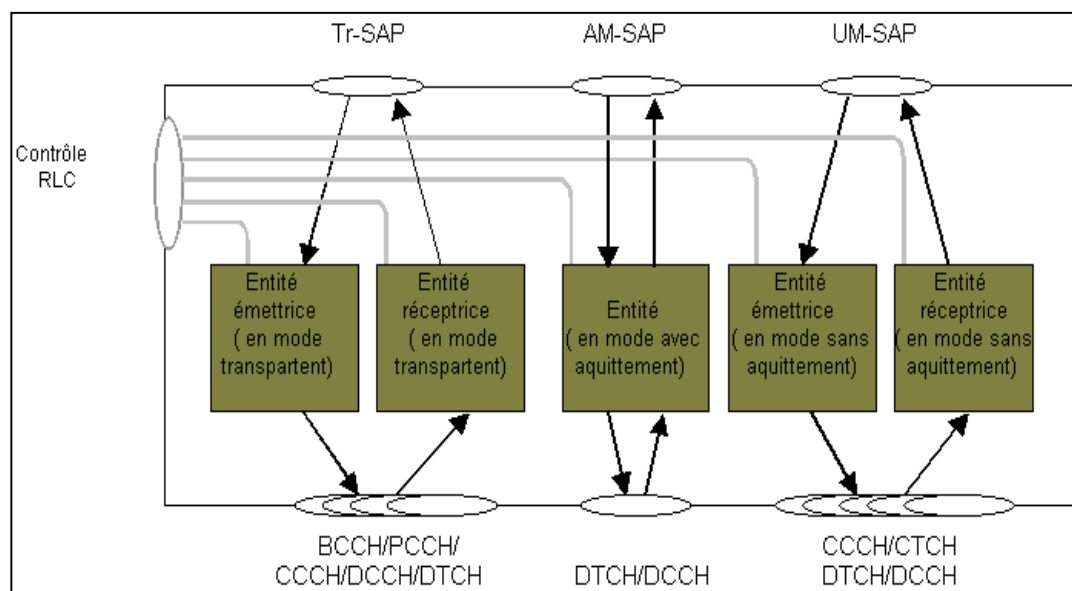 Tr-SAP
AM-SAP
UM-SAP
Contrôle
RLC
Entité
émettrice
( en mode
transpartent)
Entité
réceptrice
( en mode
transpartent)
Entité
( en mode avec
aquittement)
Entité
émettrice
( en mode sans
aquittement)
Entité
réceptrice
( en mode sans
aquittement)
BCCH/PCCH/
CCCH/DCCH/DTCH
DTCH/DCCH
CCCH/CTCH
DTCH/DCCH